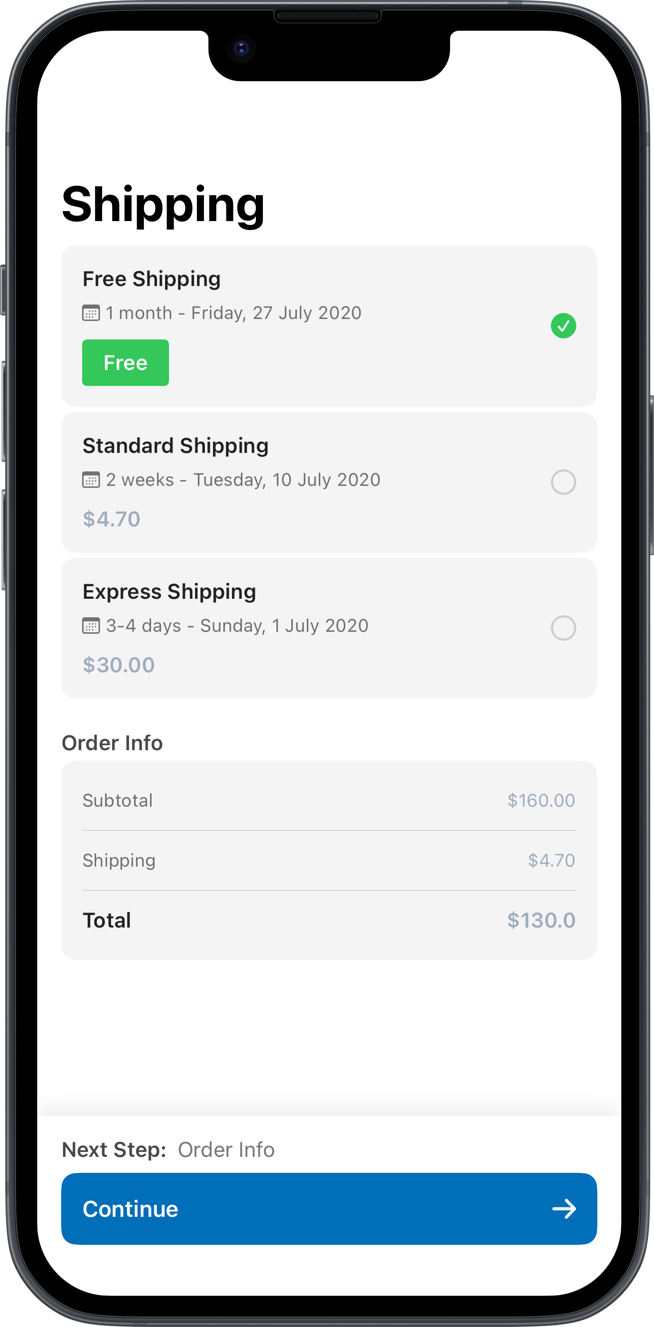 Shipping
Free Shipping
1 month - Friday, 27 July 2020
Free
Standard Shipping
2 weeks - Tuesday, 10 July 2020
$4.70
Express Shipping
3-4 days - Sunday, 1 July 2020
$30.00
Order Info
Subtotal $160.00
Shipping $4.70
Total $130.0
Next Step: Order Info
Continue